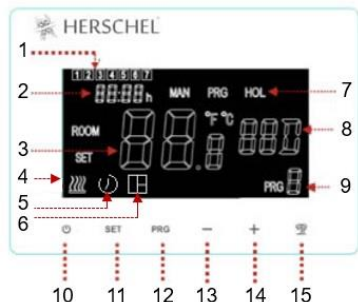 HERSCHEL
1
1 2 3 4 5 6 7
2
88:88 h
MAN PRG HOL
7
ROOM
°F °C
3
SET
88.8
88D
8
4
5
6
PRG 8
9
SET PRG − +
10 11 12 13 14 15